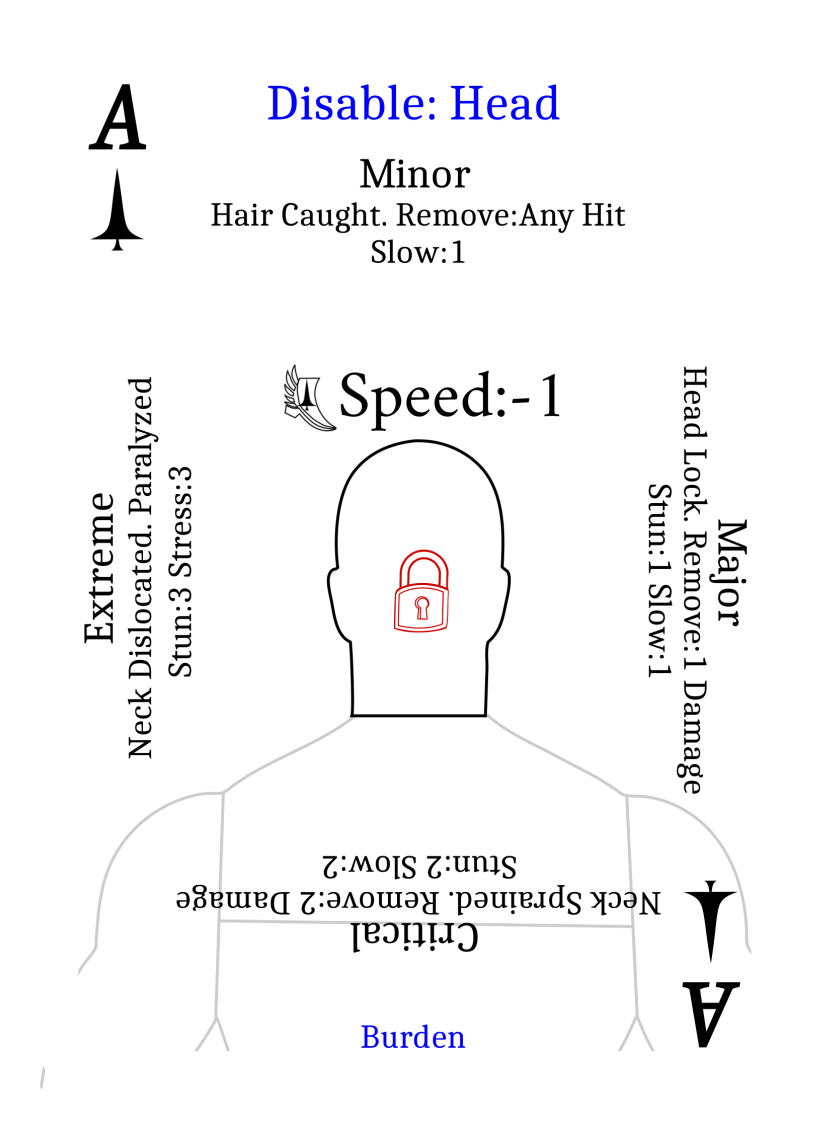 A
Disable: Head
Minor
Hair Caught. Remove:Any Hit
Slow:1
Speed:-1
Extreme
Neck Dislocated. Paralyzed
Stun:3 Stress:3
Major
Head Lock. Remove:1 Damage
Stun:1 Slow:1
Critical
Neck Sprained. Remove:2 Damage
Stun:2 Slow:2
A
Burden